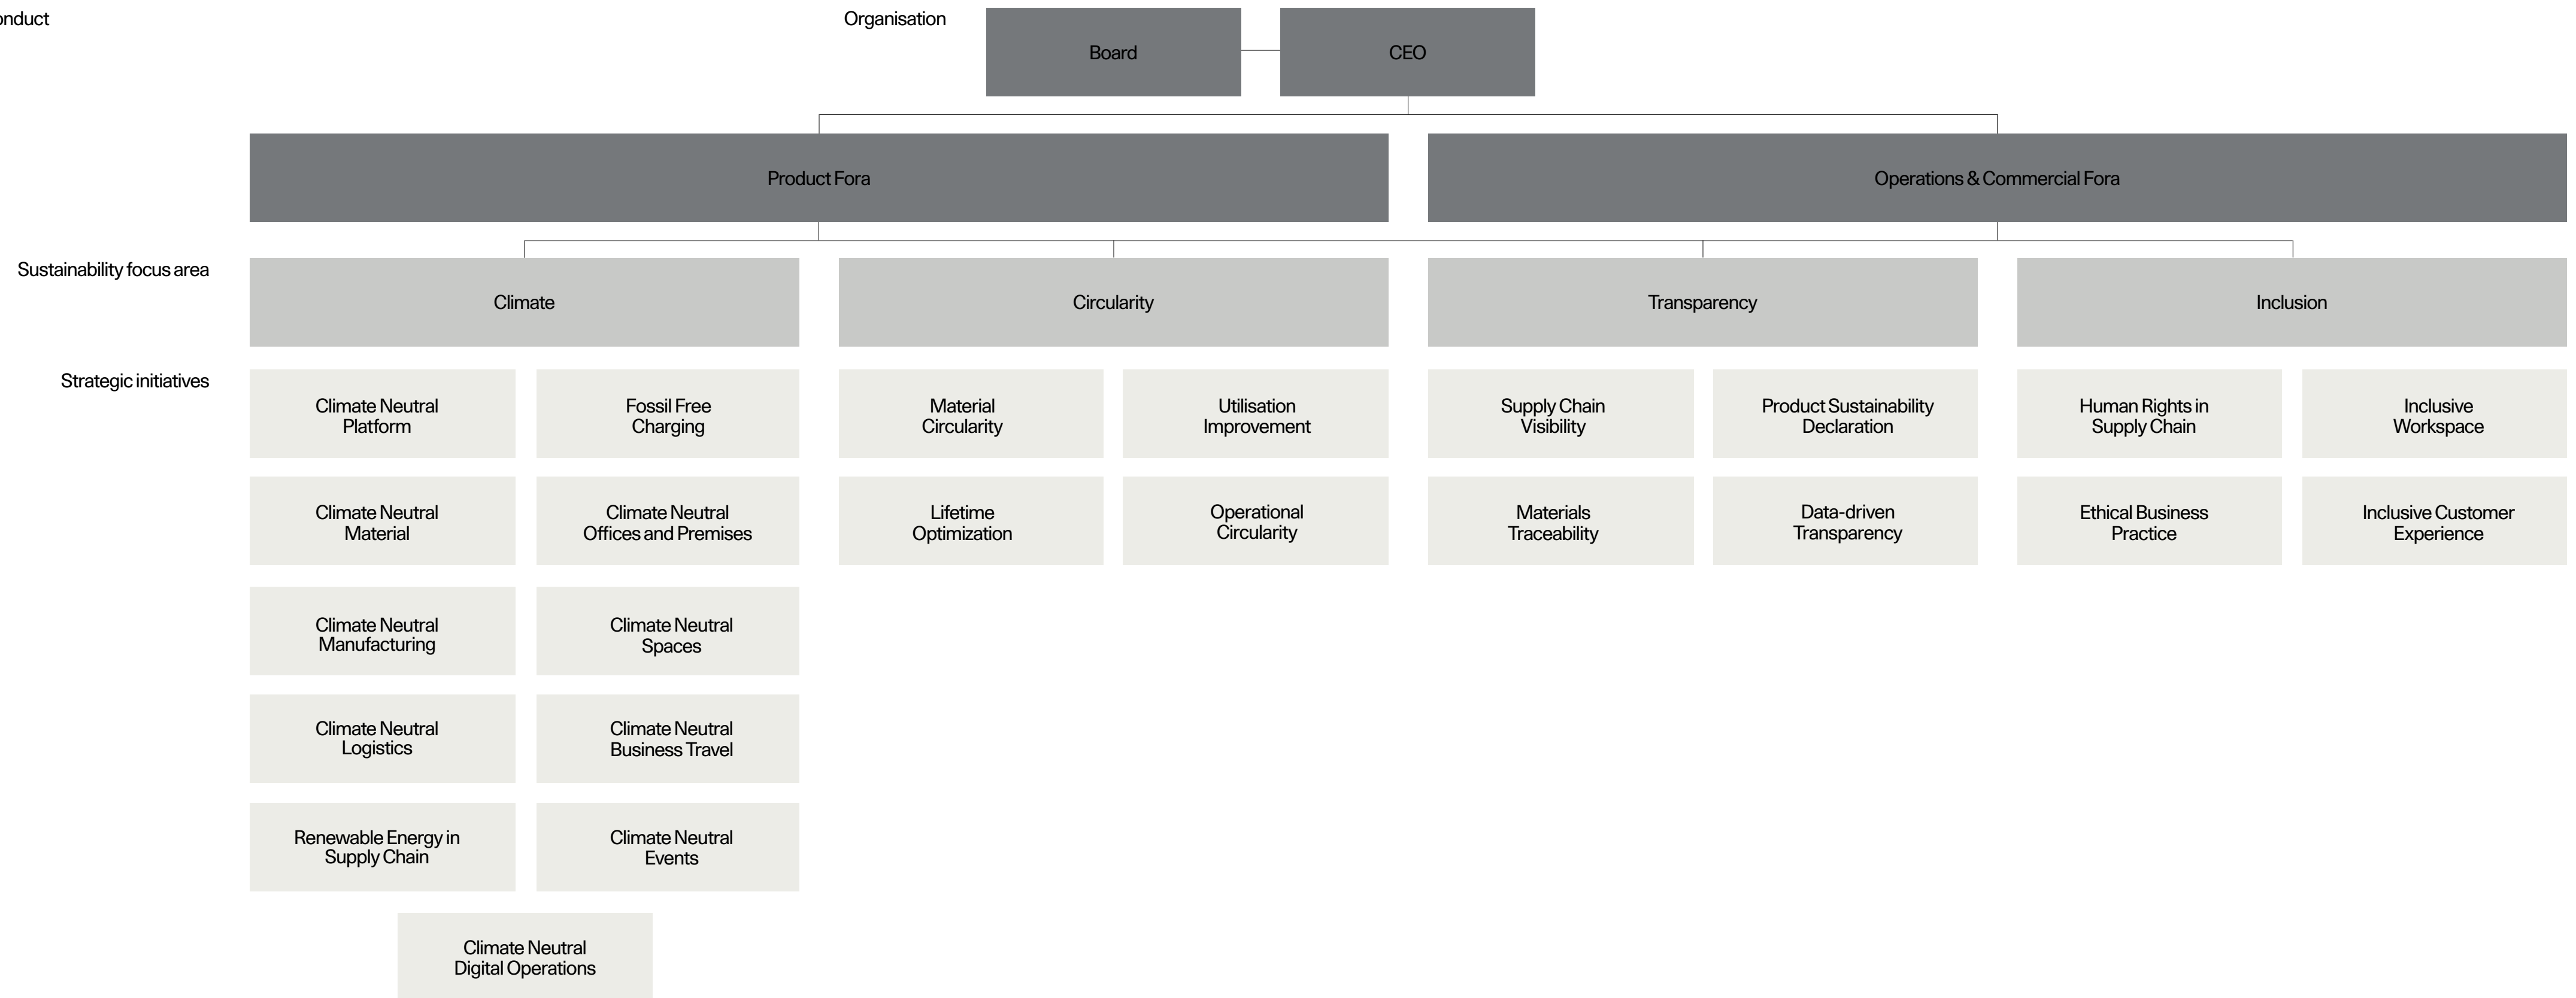 onduct
Organisation
Board
CEO
Product Fora
Operations & Commercial Fora
Sustainability focus area
Climate
Circularity
Transparency
Inclusion
Strategic initiatives
Climate Neutral
Platform
Fossil Free
Charging
Material
Circularity
Utilisation
Improvement
Supply Chain
Visibility
Product Sustainability
Declaration
Human Rights in
Supply Chain
Inclusive
Workspace
Climate Neutral
Material
Climate Neutral
Offices and Premises
Lifetime
Optimization
Operational
Circularity
Materials
Traceability
Data-driven
Transparency
Ethical Business
Practice
Inclusive Customer
Experience
Climate Neutral
Manufacturing
Climate Neutral
Spaces
Climate Neutral
Logistics
Climate Neutral
Business Travel
Renewable Energy in
Supply Chain
Climate Neutral
Events
Climate Neutral
Digital Operations